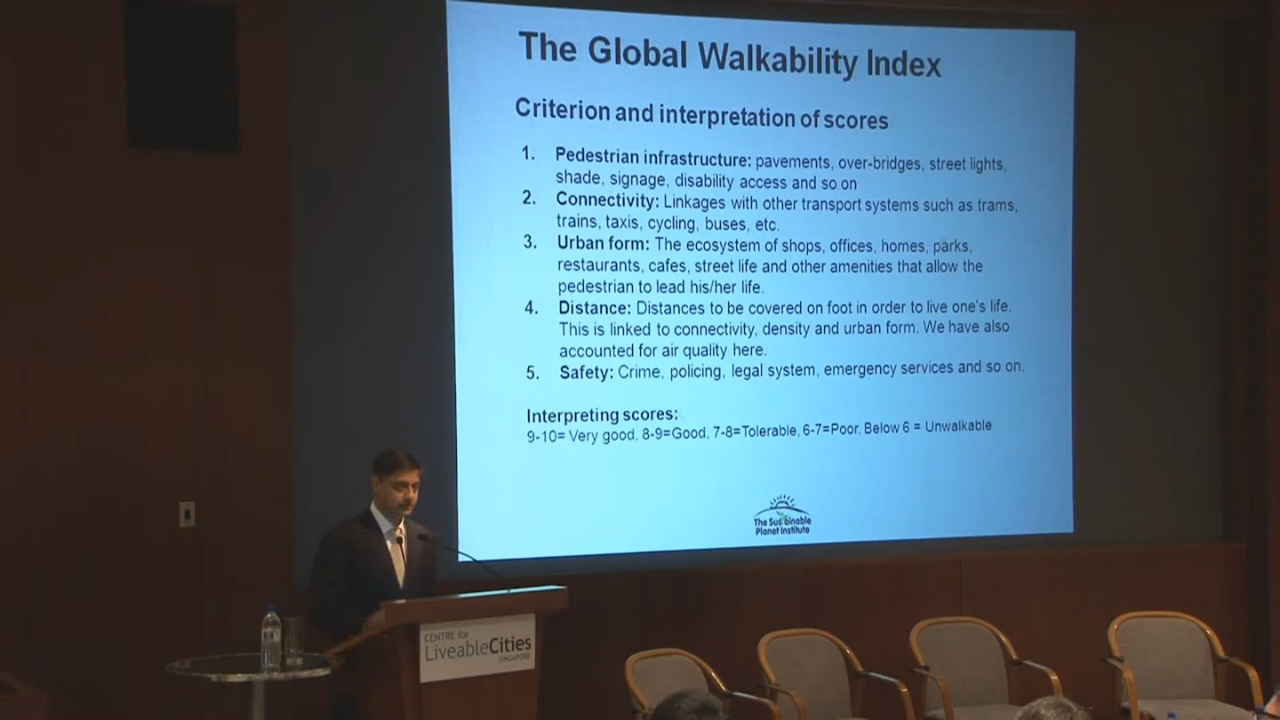 The Global Walkability Index
Criterion and interpretation of scores
1. Pedestrian infrastructure: pavements, over-bridges, street lights,
shade, signage, disability access and so on
2. Connectivity: Linkages with other transport systems such as trams,
trains, taxis, cycling, buses, etc.
3. Urban form: The ecosystem of shops, offices, homes, parks,
restaurants, cafes, street life and other amenities that allow the
pedestrian to lead his/her life.
4. Distance: Distances to be covered on foot in order to live one's life.
This is linked to connectivity, density and urban form. We have also
accounted for air quality here.
5. Safety: Crime, policing, legal system, emergency services and so on.
Interpreting scores:
9-10= Very good, 8-9=Good, 7-8=Tolerable, 6-7=Poor, Below 6 = Unwalkable
The Sustainable
Planet Institute
CENTRE for
LiveableCities
SINGAPORE